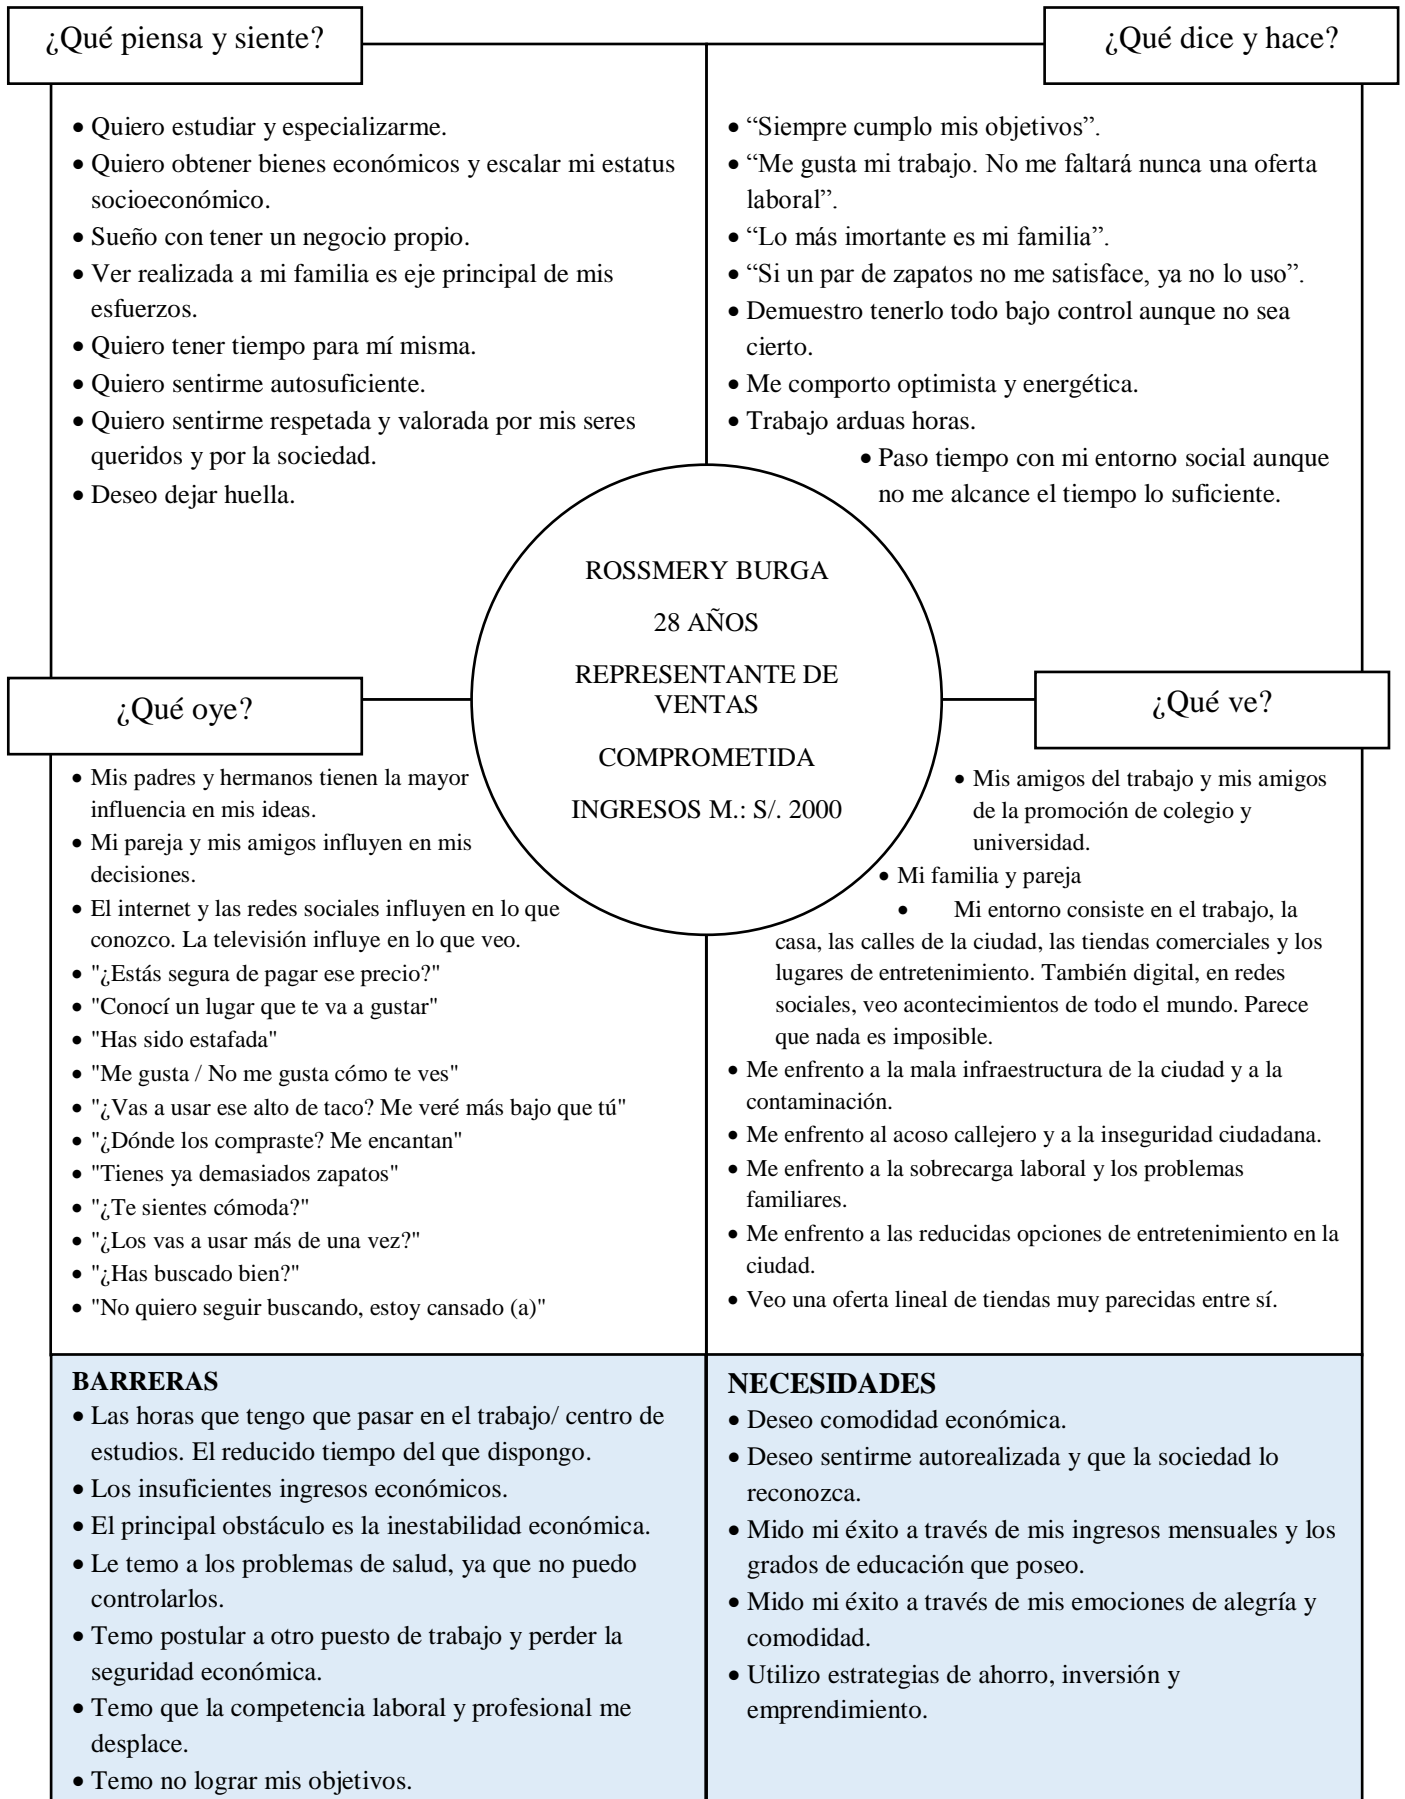 ¿Qué piensa y siente?
• Quiero estudiar y especializarme.
• Quiero obtener bienes económicos y escalar mi estatus
socioeconómico.
• Sueño con tener un negocio propio.
• Ver realizada a mi familia es eje principal de mis
esfuerzos.
• Quiero tener tiempo para mí misma.
• Quiero sentirme autosuficiente.
• Quiero sentirme respetada y valorada por mis seres
queridos y por la sociedad.
• Deseo dejar huella.
¿Qué dice y hace?
• “Siempre cumplo mis objetivos”.
• “Me gusta mi trabajo. No me faltará nunca una oferta
laboral”.
• “Lo más imortante es mi familia”.
• “Si un par de zapatos no me satisface, ya no lo uso”.
• Demuestro tenerlo todo bajo control aunque no sea
cierto.
• Me comporto optimista y energética.
• Trabajo arduas horas.
• Paso tiempo con mi entorno social aunque
no me alcance el tiempo lo suficiente.
ROSSMERY BURGA
28 AÑOS
REPRESENTANTE DE
VENTAS
COMPROMETIDA
INGRESOS M.: S/. 2000
¿Qué oye?
• Mis padres y hermanos tienen la mayor
influencia en mis ideas.
• Mi pareja y mis amigos influyen en mis
decisiones.
• El internet y las redes sociales influyen en lo que
conozco. La televisión influye en lo que veo.
• "¿Estás segura de pagar ese precio?"
• "Conocí un lugar que te va a gustar"
• "Has sido estafada"
• "Me gusta / No me gusta cómo te ves"
• "¿Vas a usar ese alto de taco? Me veré más bajo que tú"
• "¿Dónde los compraste? Me encantan"
• "Tienes ya demasiados zapatos"
• "¿Te sientes cómoda?"
• "¿Los vas a usar más de una vez?"
• "¿Has buscado bien?"
• "No quiero seguir buscando, estoy cansado (a)"
¿Qué ve?
• Mis amigos del trabajo y mis amigos
de la promoción de colegio y
universidad.
• Mi familia y pareja
• Mi entorno consiste en el trabajo, la
casa, las calles de la ciudad, las tiendas comerciales y los
lugares de entretenimiento. También digital, en redes
sociales, veo acontecimientos de todo el mundo. Parece
que nada es imposible.
• Me enfrento a la mala infraestructura de la ciudad y a la
contaminación.
• Me enfrento al acoso callejero y a la inseguridad ciudadana.
• Me enfrento a la sobrecarga laboral y los problemas
familiares.
• Me enfrento a las reducidas opciones de entretenimiento en la
ciudad.
• Veo una oferta lineal de tiendas muy parecidas entre sí.
BARRERAS
• Las horas que tengo que pasar en el trabajo/ centro de
estudios. El reducido tiempo del que dispongo.
• Los insuficientes ingresos económicos.
• El principal obstáculo es la inestabilidad económica.
• Le temo a los problemas de salud, ya que no puedo
controlarlos.
• Temo postular a otro puesto de trabajo y perder la
seguridad económica.
• Temo que la competencia laboral y profesional me
desplace.
• Temo no lograr mis objetivos.
NECESIDADES
• Deseo comodidad económica.
• Deseo sentirme autorealizada y que la sociedad lo
reconozca.
• Mido mi éxito a través de mis ingresos mensuales y los
grados de educación que poseo.
• Mido mi éxito a través de mis emociones de alegría y
comodidad.
• Utilizo estrategias de ahorro, inversión y
emprendimiento.